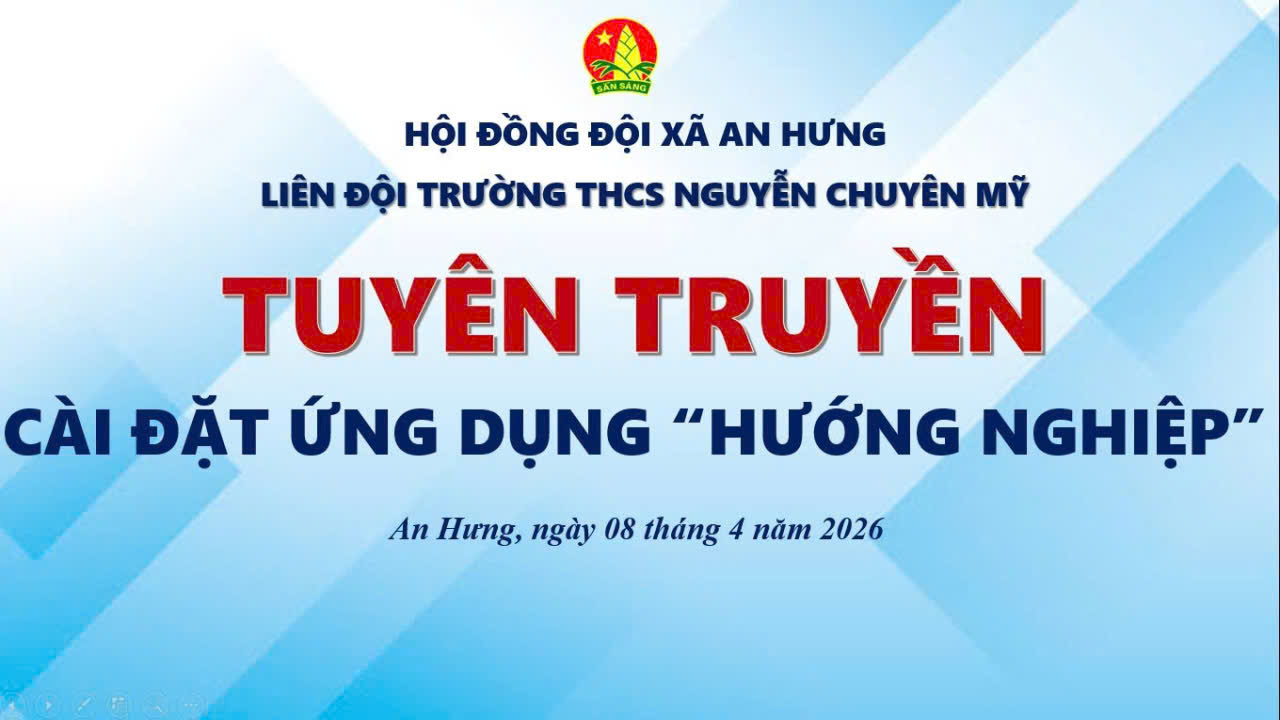 SẴN SÀNG
HỘI ĐỒNG ĐỘI XÃ AN HƯNG
LIÊN ĐỘI TRƯỜNG THCS NGUYỄN CHUYÊN MỸ
TUYÊN TRUYỀN
CÀI ĐẶT ỨNG DỤNG “HƯỚNG NGHIỆP”
An Hưng, ngày 08 tháng 4 năm 2026